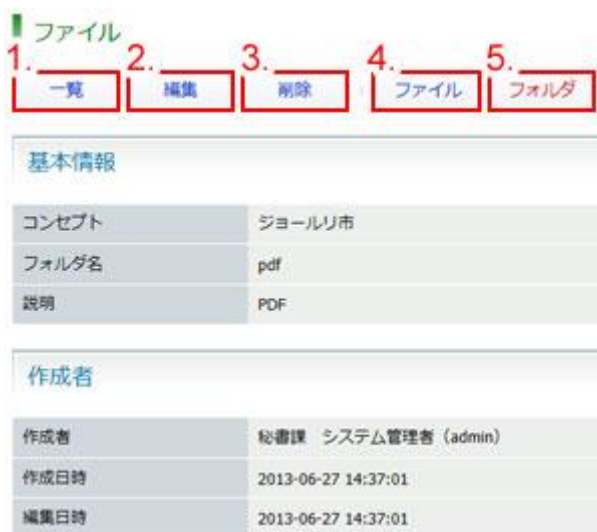 ファイル
1. 2. 3. 4. 5.
一覧 編集 削除 ファイル フォルダ
基本情報
コンセプト ジョールリ市
フォルダ名 pdf
説明 PDF
作成者
作成者 秘書課 システム管理者（admin）
作成日時 2013-06-27 14:37:01
編集日時 2013-06-27 14:37:01